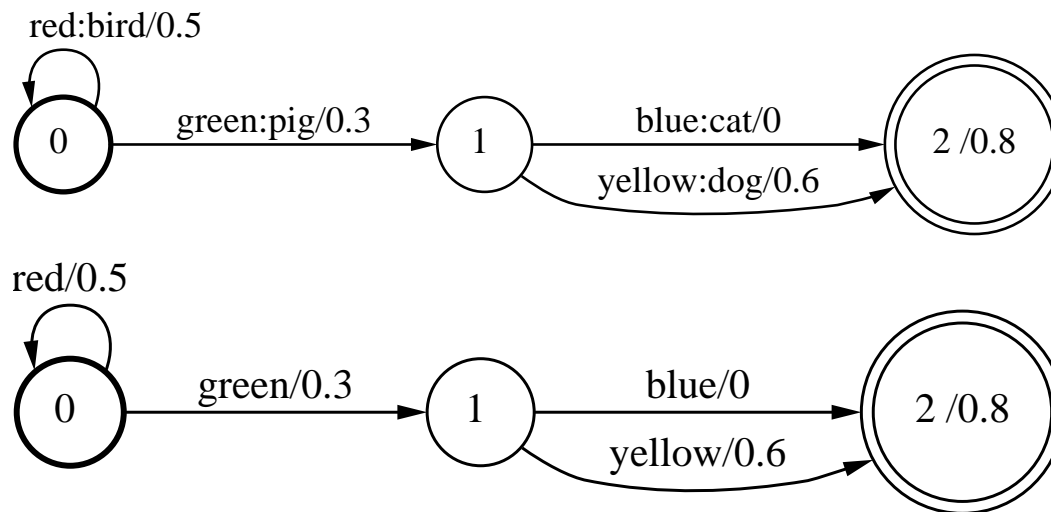 red:bird/0.5
0
green:pig/0.3
1
blue:cat/0
yellow:dog/0.6
2 /0.8
red/0.5
0
green/0.3
1
blue/0
yellow/0.6
2 /0.8